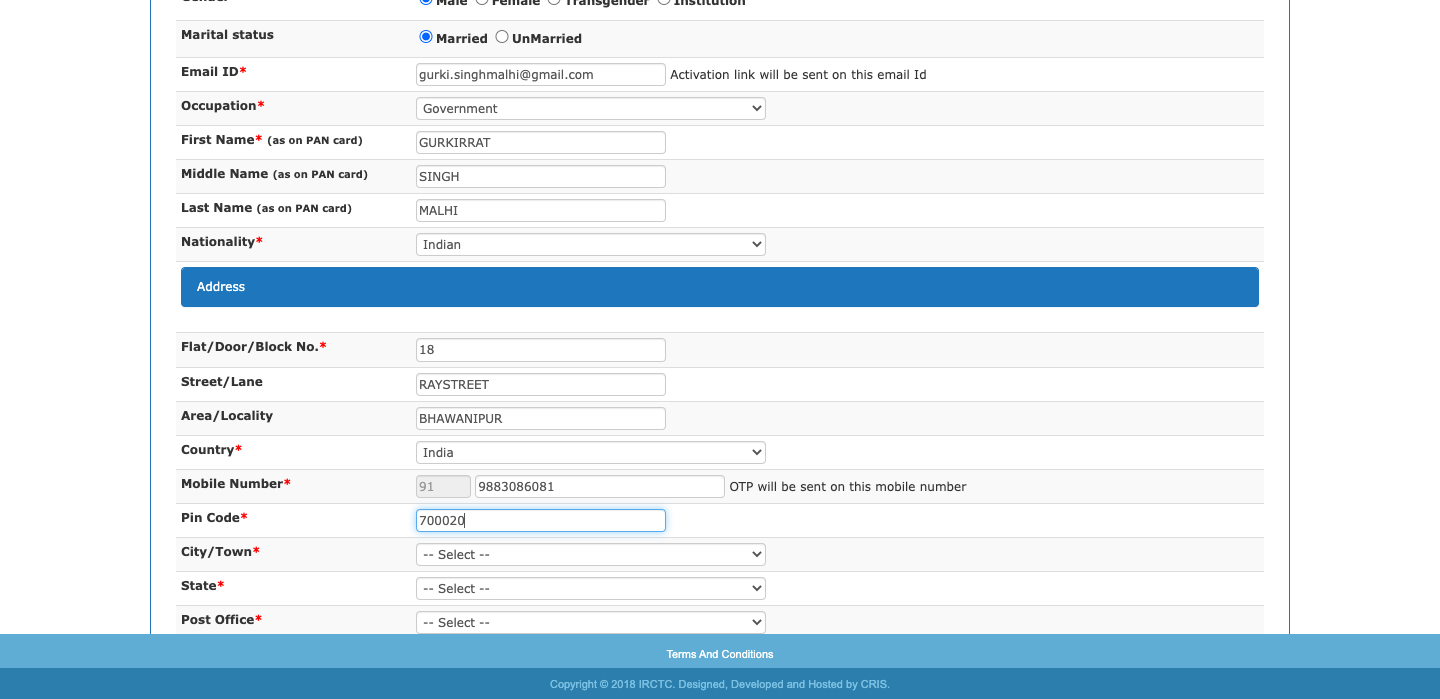 Gender Male Female Transgender Institution
Marital status Married UnMarried
Email ID* gurki.singhmalhi@gmail.com Activation link will be sent on this email Id
Occupation* Government
First Name* (as on PAN card) GURKIRRAT
Middle Name (as on PAN card) SINGH
Last Name (as on PAN card) MALHI
Nationality* Indian
Address
Flat/Door/Block No.* 18
Street/Lane RAYSTREET
Area/Locality BHAWANIPUR
Country* India
Mobile Number* 91 9883086081 OTP will be sent on this mobile number
Pin Code* 700020
City/Town* -- Select --
State* -- Select --
Post Office* -- Select --
Terms And Conditions
Copyright © 2018 IRCTC. Designed, Developed and Hosted by CRIS.